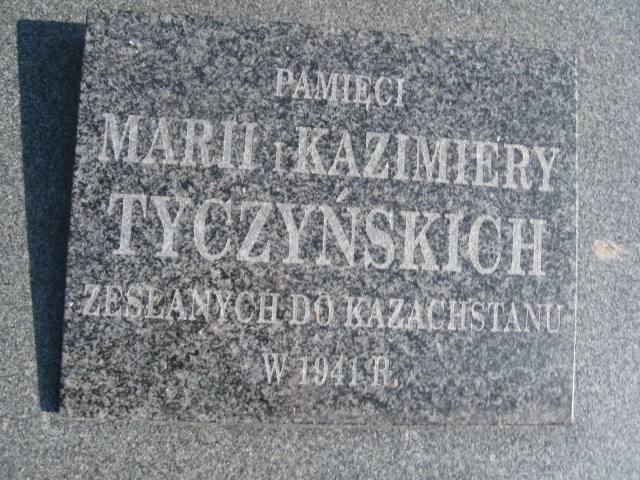 PAMIĘCI
MARII I KAZIMIERY
TYCZYŃSKICH
ZESŁANYCH DO KAZACHSTANU
W 1941 R.